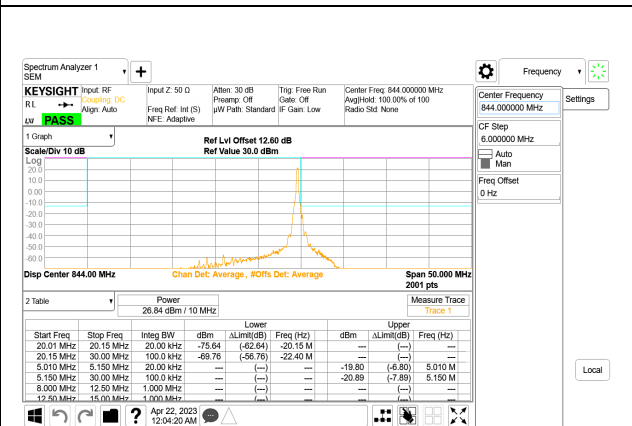 Spectrum Analyzer 1
SEM
Frequency
KEYSIGHT Input: RF Input Z: 50 Ω Atten: 30 dB Trig: Free Run Center Freq: 844.000000 MHz
RL Coupling: DC Preamp: Off Gate: Off Avg|Hold: 100.00% of 100
Align: Auto Freq Ref: Int (S) µW Path: Standard IF Gain: Low Radio Std: None
LXI PASS NFE: Adaptive
Center Frequency
844.000000 MHz
Settings
CF Step
6.000000 MHz
Auto
Man
Freq Offset
0 Hz
Local
1 Graph
Ref Lvl Offset 12.60 dB
Scale/Div 10 dB Ref Value 30.0 dBm
Log
20.0
10.0
0.00
-10.0
-20.0
-30.0
-40.0
-50.0
-60.0
Disp Center 844.00 MHz Chan Det: Average , #Offs Det: Average Span 50.000 MHz
2001 pts
2 Table Power Measure Trace
26.84 dBm / 10 MHz Trace 1
Lower Upper
Start Freq Stop Freq Integ BW dBm ΔLimit(dB) Freq (Hz) dBm ΔLimit(dB) Freq (Hz)
20.01 MHz 20.15 MHz 20.00 kHz -75.64 (-62.64) -20.15 M --- (---) ---
20.15 MHz 30.00 MHz 100.0 kHz -69.76 (-56.76) -22.40 M --- (---) ---
5.010 MHz 5.150 MHz 20.00 kHz --- (---) --- -19.80 (-6.80) 5.010 M
5.150 MHz 30.00 MHz 100.0 kHz --- (---) --- -20.89 (-7.89) 5.150 M
8.000 MHz 12.50 MHz 1.000 MHz --- (---) --- --- (---) ---
12.50 MHz 15.00 MHz 1.000 MHz --- (---) --- --- (---) ---
? Apr 22, 2023
12:04:20 AM